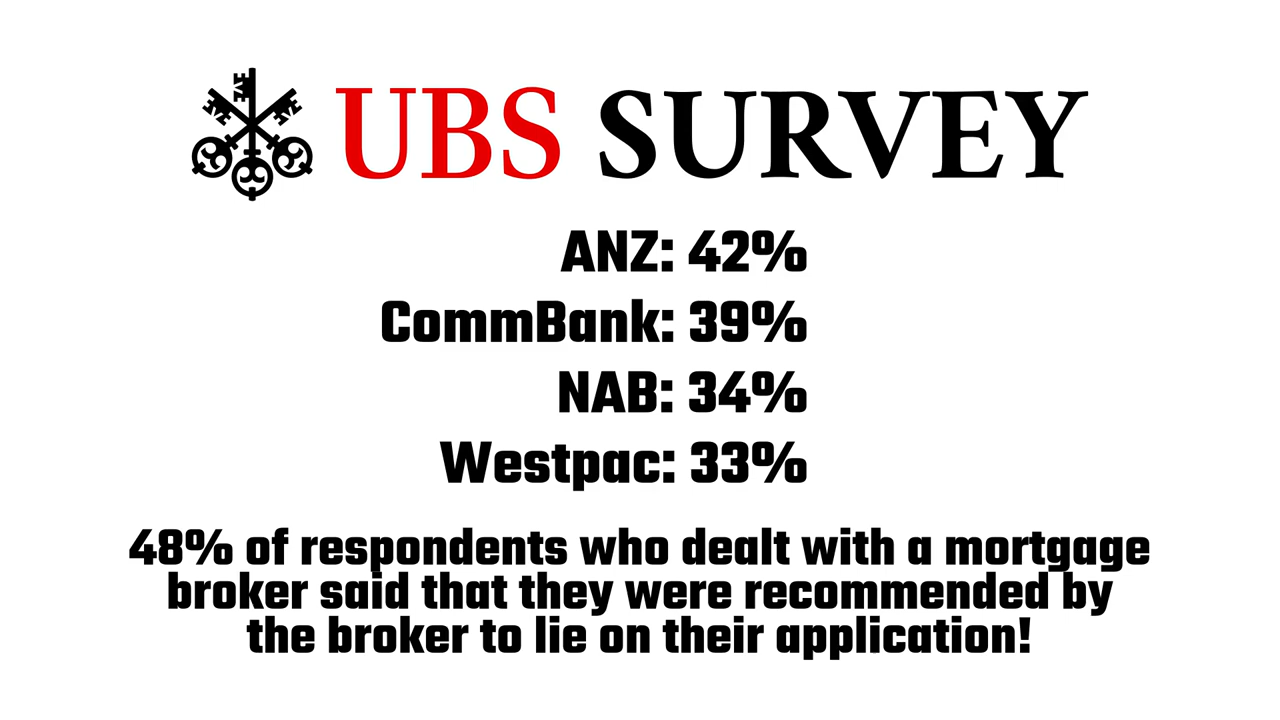 UBS SURVEY
ANZ: 42%
CommBank: 39%
NAB: 34%
Westpac: 33%
48% of respondents who dealt with a mortgage
broker said that they were recommended by
the broker to lie on their application!